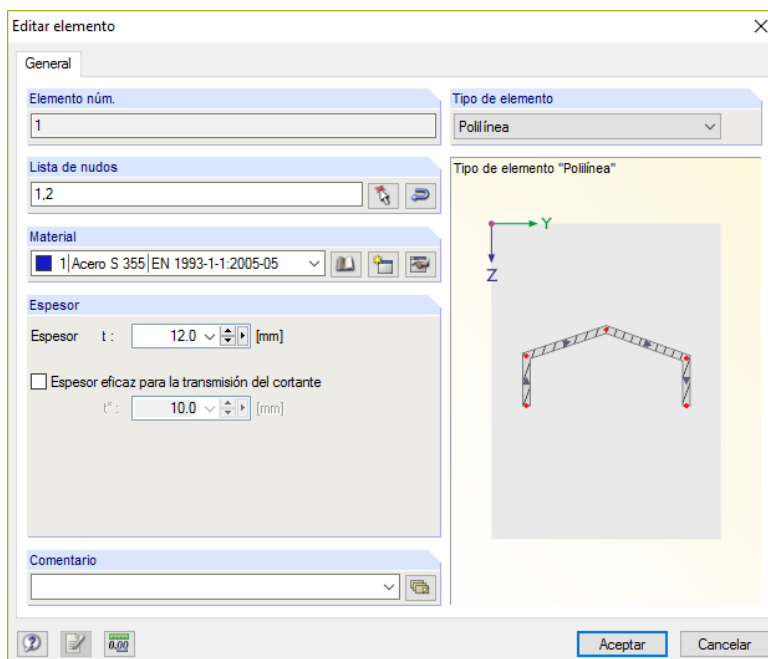 Editar elemento
General
Elemento núm.
1
Lista de nudos
1,2
Material
1 | Acero S 355 | EN 1993-1-1:2005-05
Espesor
Espesor t : 12.0 [mm]
Espesor eficaz para la transmisión del cortante
t* : 10.0 [mm]
Comentario
Tipo de elemento
Polilínea
Tipo de elemento "Polilínea"
Y
Z
0,00
Aceptar
Cancelar